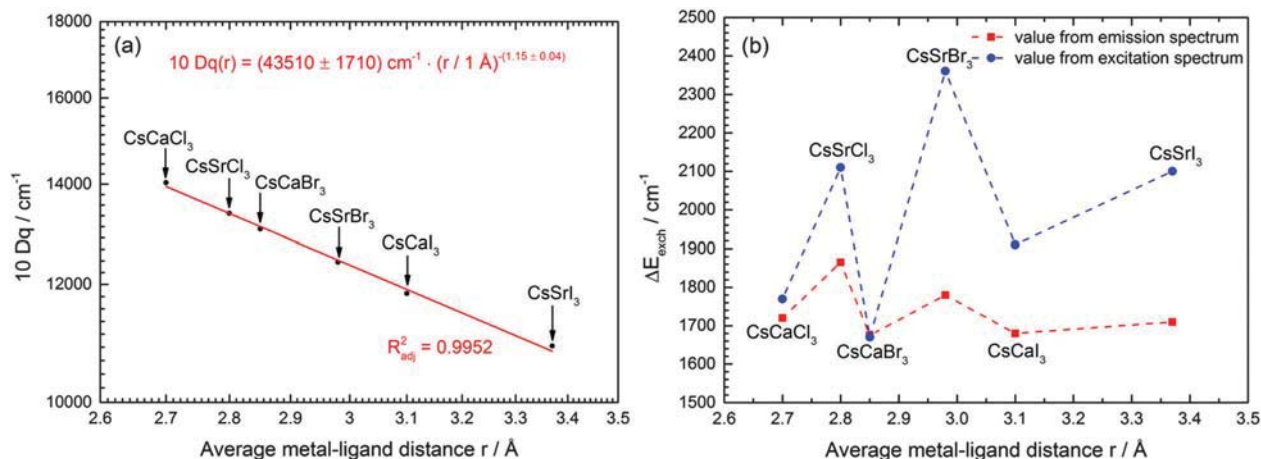 (a)
10 Dq(r) = (43510 ± 1710) cm⁻¹ · (r / 1 Å)⁻⁽¹·¹⁵ ± ⁰·⁰⁴⁾
CsCaCl₃
CsSrCl₃
CsCaBr₃
CsSrBr₃
CsCaI₃
CsSrI₃
R²adj = 0.9952
10 Dq / cm⁻¹
18000
16000
14000
12000
10000
2.6 2.7 2.8 2.9 3 3.1 3.2 3.3 3.4 3.5
Average metal-ligand distance r / Å
(b)
value from emission spectrum
value from excitation spectrum
CsSrBr₃
CsSrCl₃
CsSrI₃
CsCaCl₃
CsCaBr₃
CsCaI₃
ΔEexch / cm⁻¹
2500
2400
2300
2200
2100
2000
1900
1800
1700
1600
1500
2.6 2.7 2.8 2.9 3.0 3.1 3.2 3.3 3.4 3.5
Average metal-ligand distance r / Å